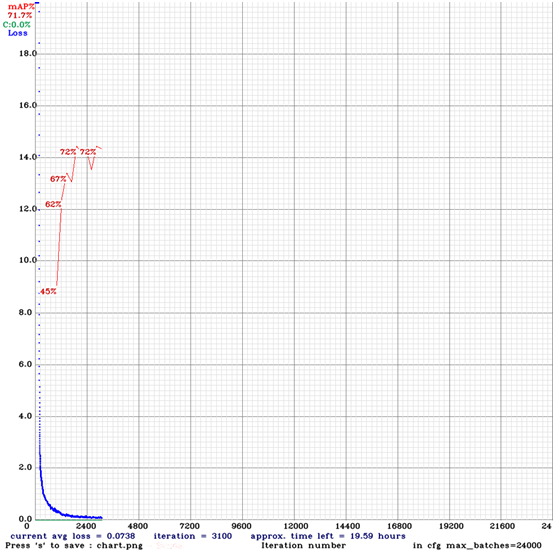 mAP%
71.7%
C:0.0%
Loss
18.0
16.0
72% 72%
14.0
67%
62%
12.0
10.0
45%
8.0
6.0
4.0
2.0
0.0
0 2400 4800 7200 9600 12000 14400 16800 19200 21600 24
current avg loss = 0.0738 iteration = 3100 approx. time left = 19.59 hours
Press 's' to save : chart.png Iteration number in cfg max_batches=24000